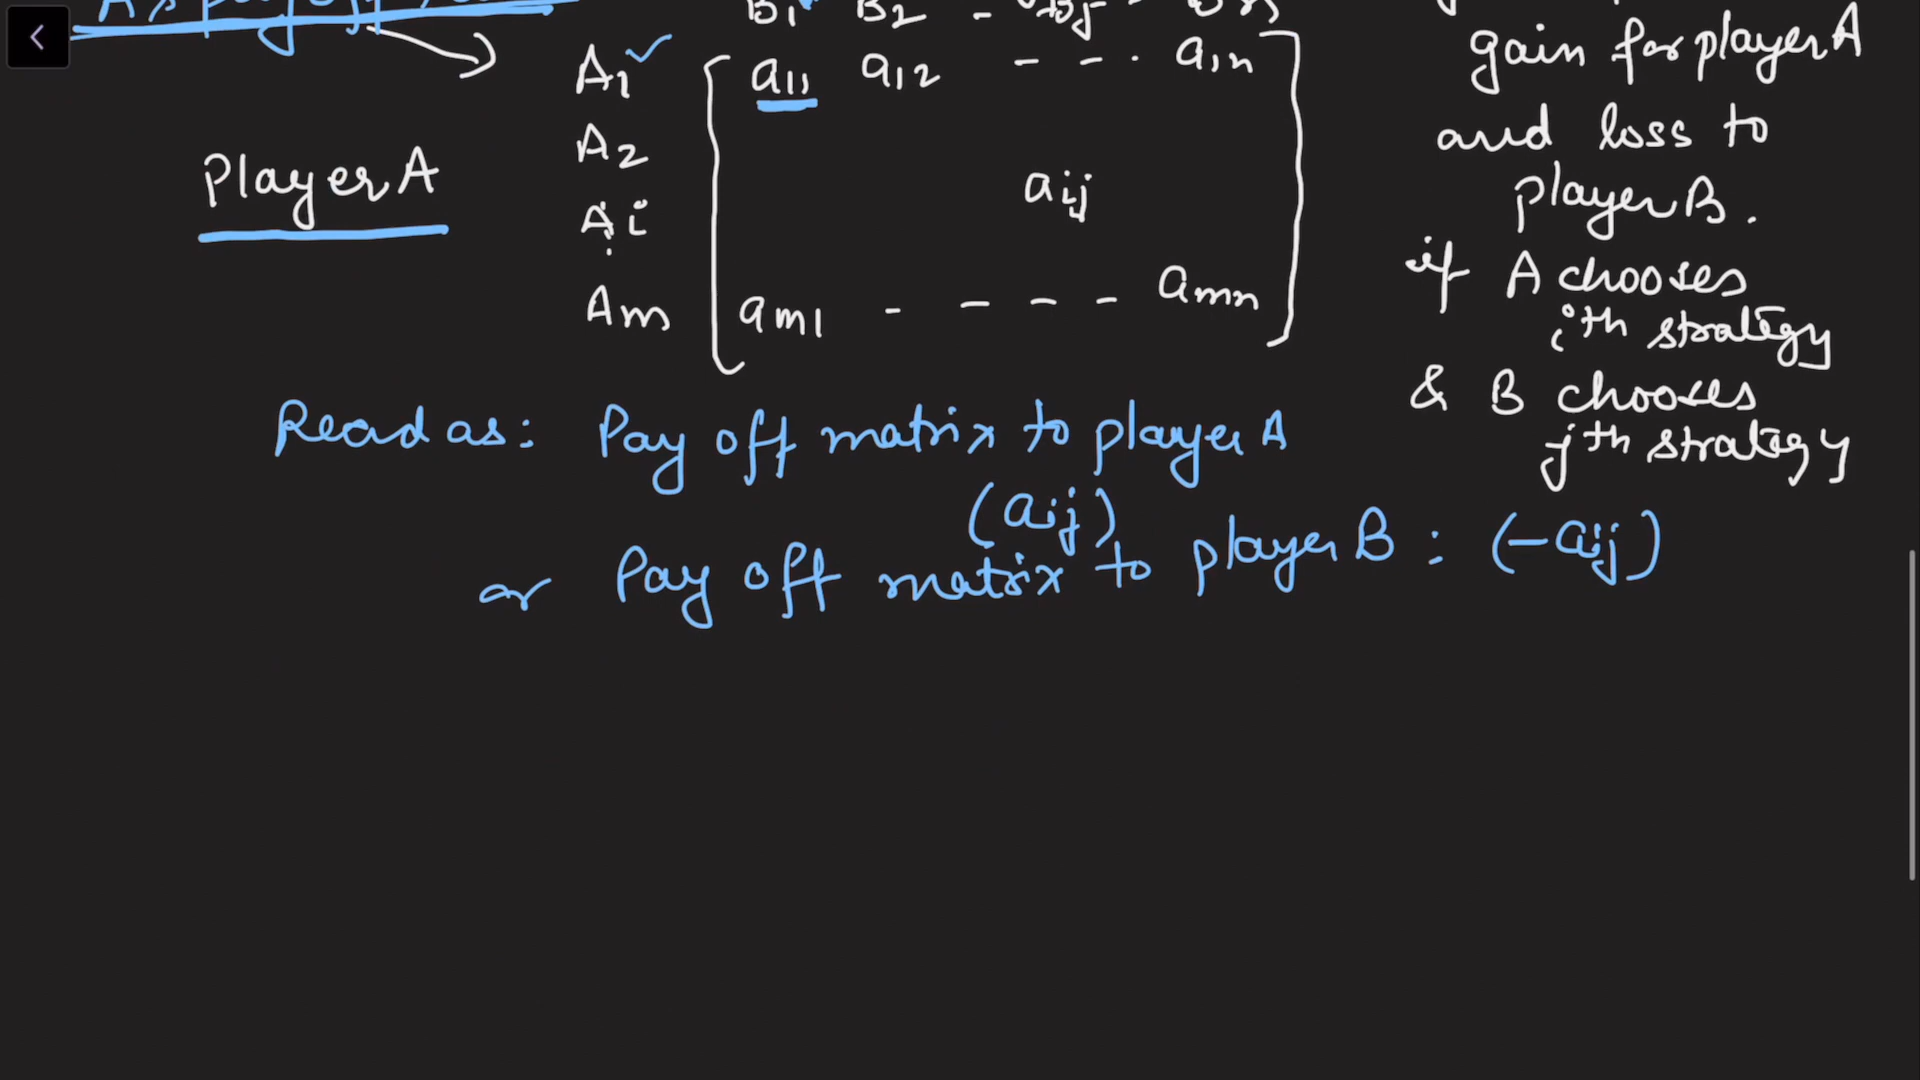 A's pay off
B1 B2 - Bj -
A1 ✓ a11 a12 - - - a1n
A2
Player A
aij
Ai
Am am1 - - - - amn
gain for player A
and loss to
player B.
if A chooses
ith strategy
& B chooses
jth strategy
Read as: Pay off matrix to player A
(aij)
or Pay off matrix to player B : (-aij)